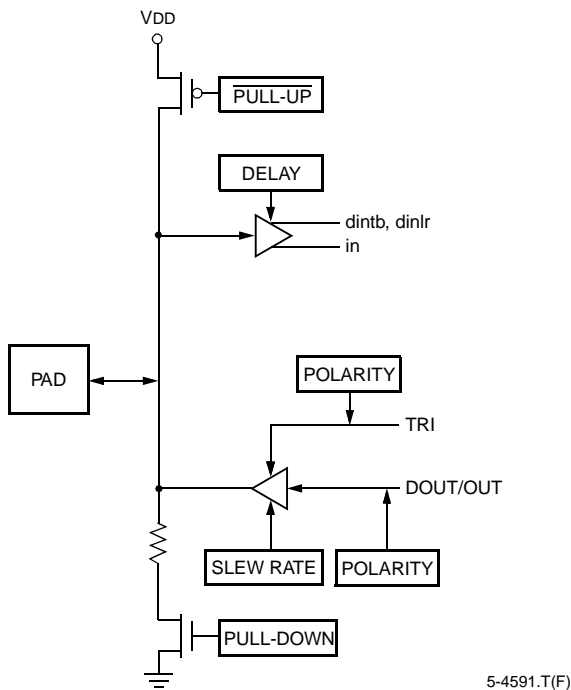 VDD
PULL-UP
DELAY
dintb, dinlr
in
PAD
POLARITY
TRI
DOUT/OUT
SLEW RATE
POLARITY
PULL-DOWN
5-4591.T(F)